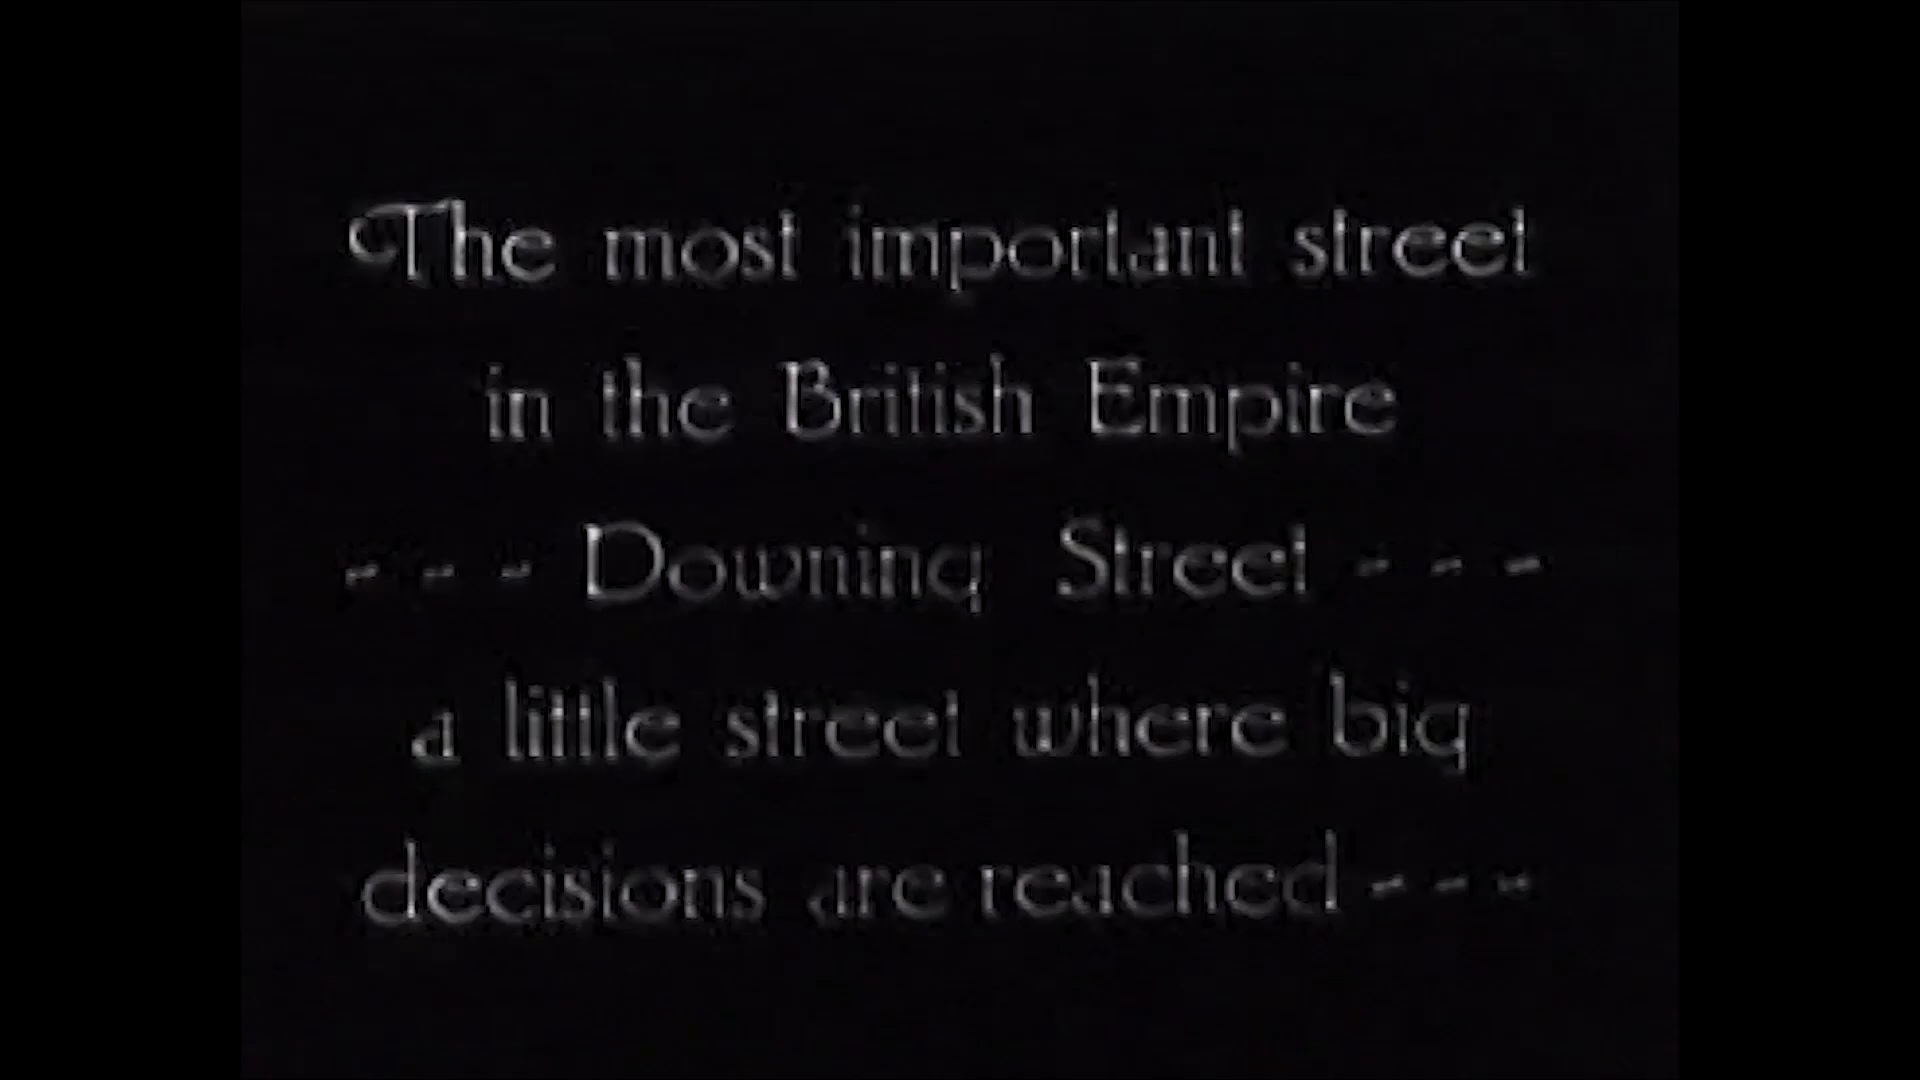 The most important street
in the British Empire
- - - Downing Street - - -
a little street where big
decisions are reached - - -